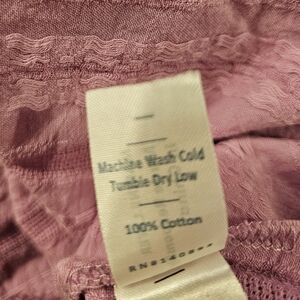 Machine Wash Cold
Tumble Dry Low
100% Cotton